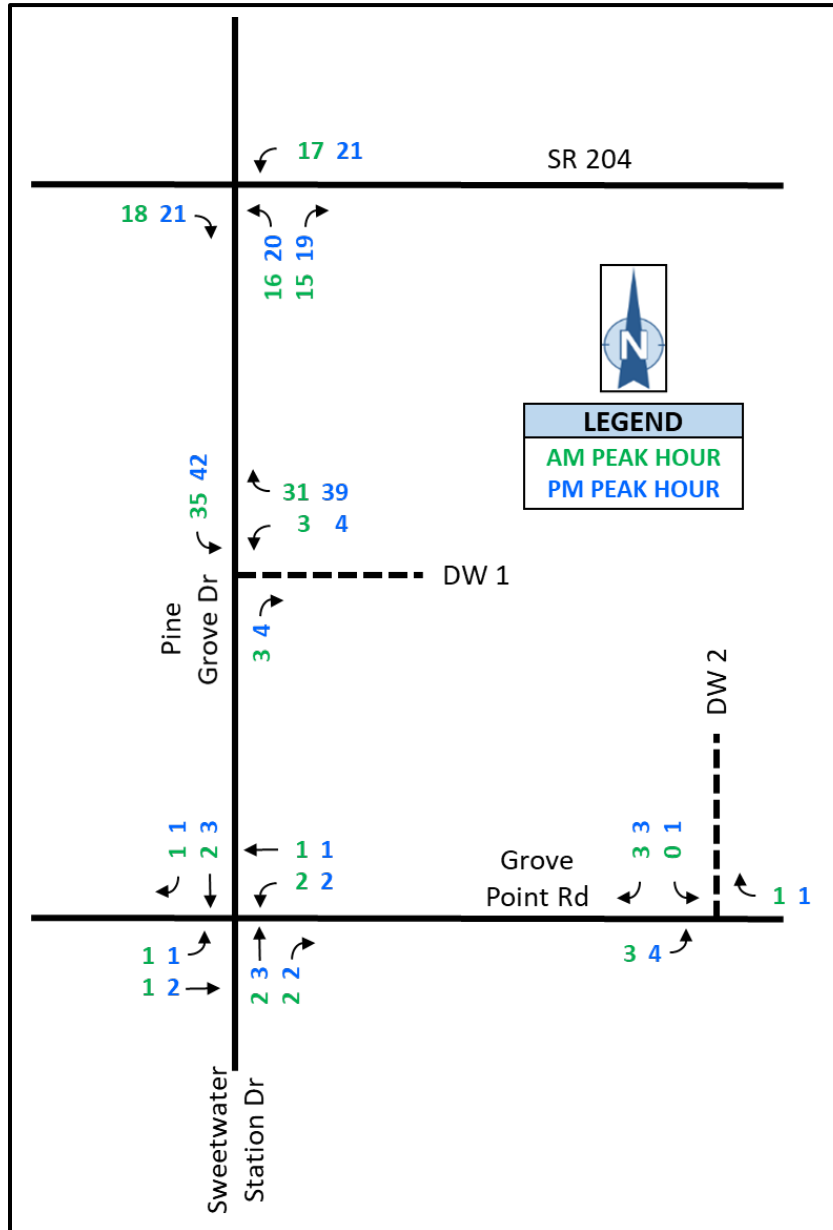 17 21
SR 204
18 21
16 20
15 19
N
LEGEND
AM PEAK HOUR
PM PEAK HOUR
35 42
31 39
3 4
DW 1
Pine
Grove Dr
3 4
DW 2
1 1
2 3
1 1
2 2
Grove
Point Rd
3 3
0 1
1 1
3 4
1 1
1 2
2 3
2 2
Sweetwater
Station Dr